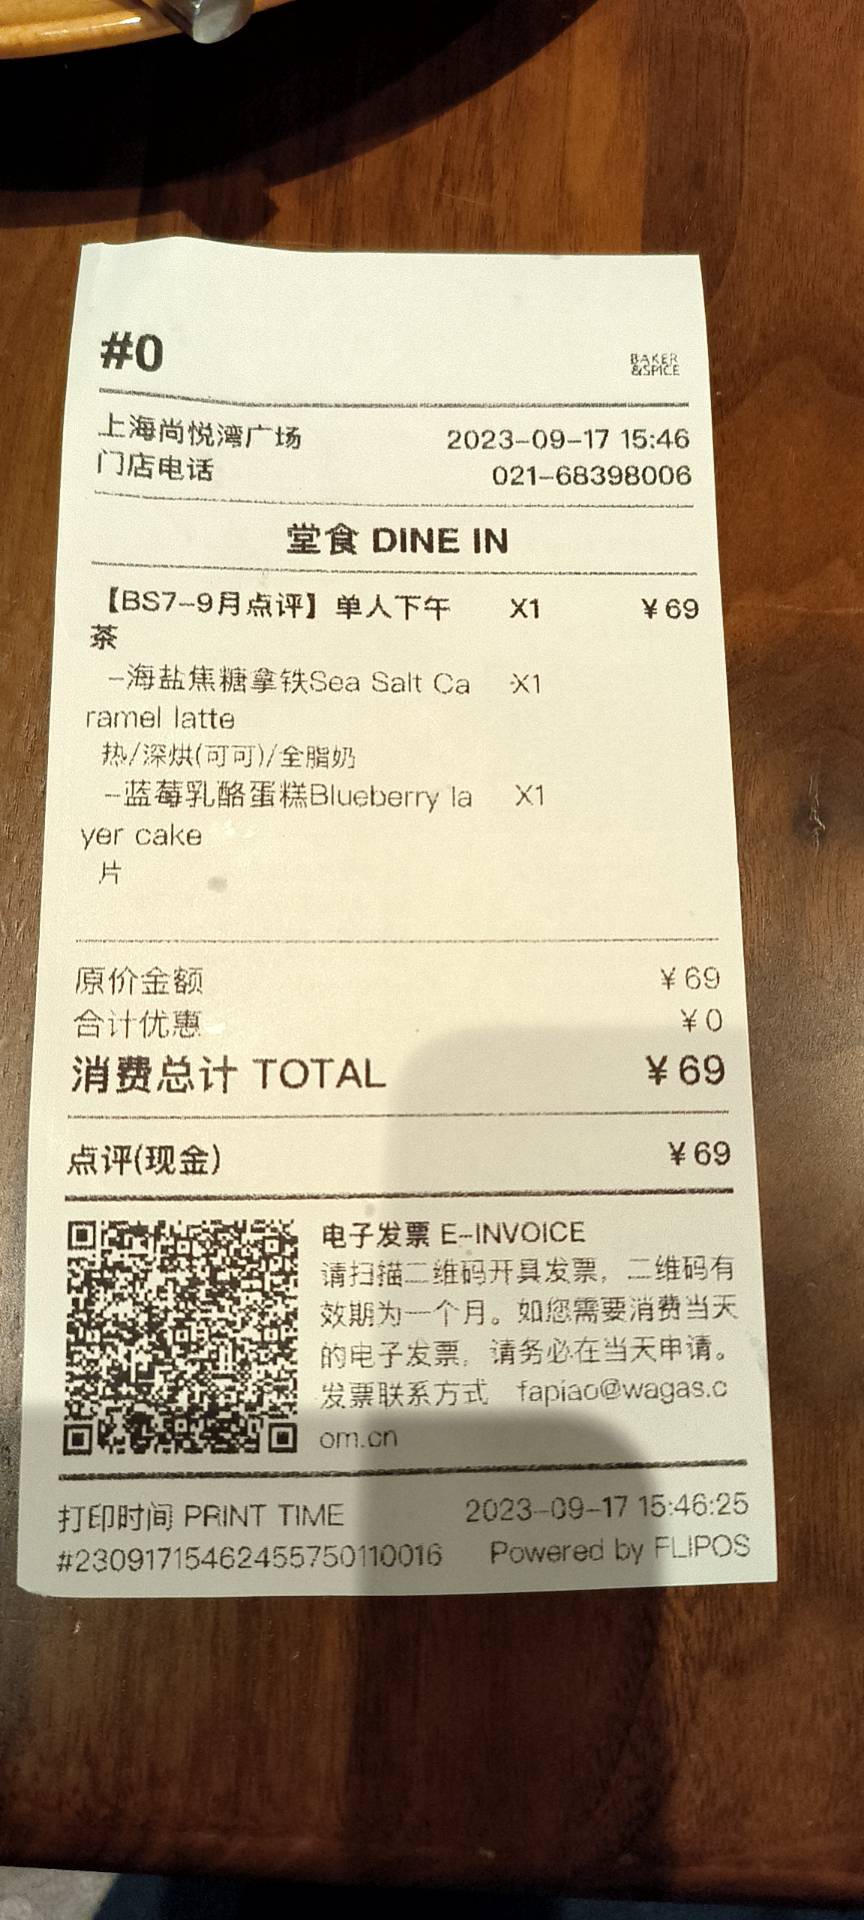 #0
BAKER
&SPICE
上海尚悦湾广场 2023-09-17 15:46
门店电话 021-68398006
堂食 DINE IN
【BS7-9月点评】单人下午 X1 ¥69
茶
-海盐焦糖拿铁Sea Salt Ca X1
ramel latte
热/深烘(可可)/全脂奶
-蓝莓乳酪蛋糕Blueberry la X1
yer cake
片
原价金额 ¥69
合计优惠 ¥0
消费总计 TOTAL ¥69
点评(现金) ¥69
电子发票 E-INVOICE
请扫描二维码开具发票，二维码有
效期为一个月。如您需要消费当天
的电子发票，请务必在当天申请。
发票联系方式 fapiao@wagas.c
om.cn
打印时间 PRINT TIME 2023-09-17 15:46:25
#23091715462455750110016 Powered by FLIPOS